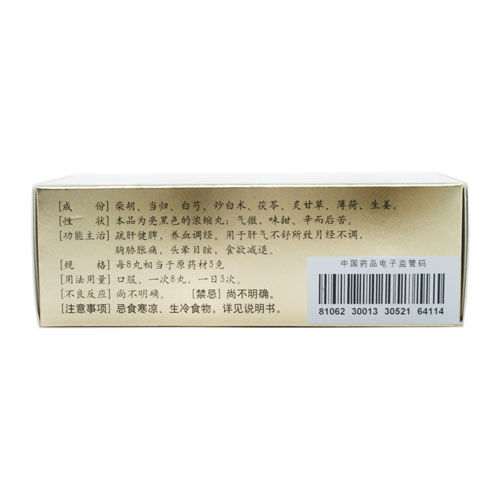 [成　份] 柴胡、当归、白芍、炒白术、茯苓、炙甘草、薄荷、生姜。
[性　状] 本品为亮黑色的浓缩丸；气微，味甜、辛而后苦。
[功能主治] 疏肝健脾，养血调经。用于肝气不舒所致月经不调，
胸胁胀痛，头晕目眩，食欲减退。
[规　格] 每8丸相当于原药材3克
[用法用量] 口服，一次8丸，一日3次。
[不良反应] 尚不明确。 [禁忌] 尚不明确。
[注意事项] 忌食寒凉、生冷食物。详见说明书。
中国药品电子监管码
81062 30013 30521 64114